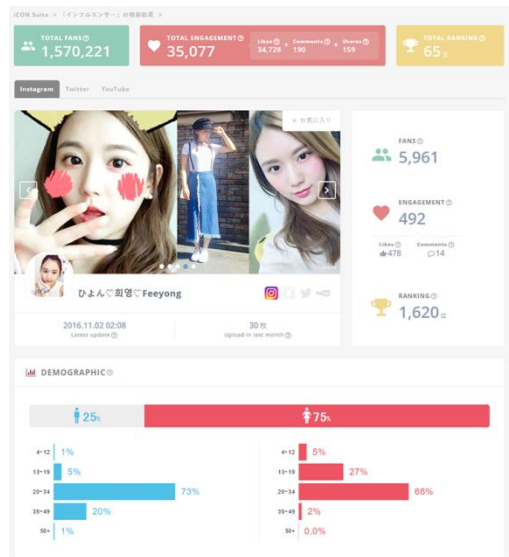 iCON Suite > 「インフルエンサー」の検索結果 >
TOTAL FANS
1,570,221
TOTAL ENGAGEMENT
35,077
Likes Comments Shares
34,728 + 190 + 159
TOTAL RANKING
65位
Instagram Twitter YouTube
+ お気に入り
FANS
5,961
ENGAGEMENT
492
Likes Comments
478 14
RANKING
1,620位
ひよん♡희영♡Feeyong
2016.11.02 02:08
Latest update
30枚
Upload in last month
DEMOGRAPHIC
25%
75%
4~12 1%
13~19 5%
20~34 73%
35~49 20%
50+ 1%
4~12 5%
13~19 27%
20~34 66%
35~49 2%
50+ 0.0%